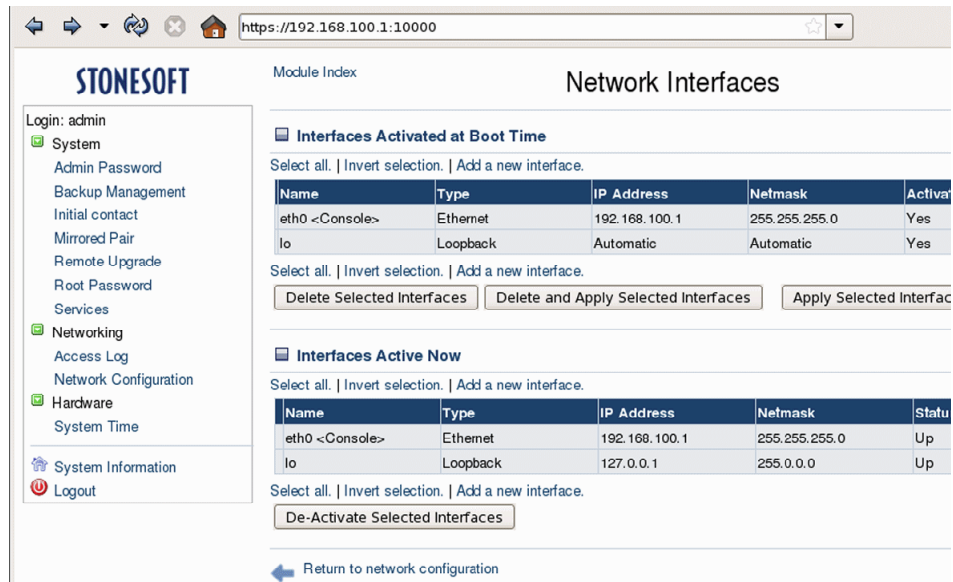 https://192.168.100.1:10000
STONESOFT
Login: admin
System
Admin Password
Backup Management
Initial contact
Mirrored Pair
Remote Upgrade
Root Password
Services
Networking
Access Log
Network Configuration
Hardware
System Time
System Information
Logout
Module Index
Network Interfaces
Interfaces Activated at Boot Time
Select all. | Invert selection. | Add a new interface.
Name Type IP Address Netmask Activat
eth0 <Console> Ethernet 192.168.100.1 255.255.255.0 Yes
lo Loopback Automatic Automatic Yes
Select all. | Invert selection. | Add a new interface.
Delete Selected Interfaces Delete and Apply Selected Interfaces Apply Selected Interfac
Interfaces Active Now
Select all. | Invert selection. | Add a new interface.
Name Type IP Address Netmask Statu
eth0 <Console> Ethernet 192.168.100.1 255.255.255.0 Up
lo Loopback 127.0.0.1 255.0.0.0 Up
Select all. | Invert selection. | Add a new interface.
De-Activate Selected Interfaces
Return to network configuration